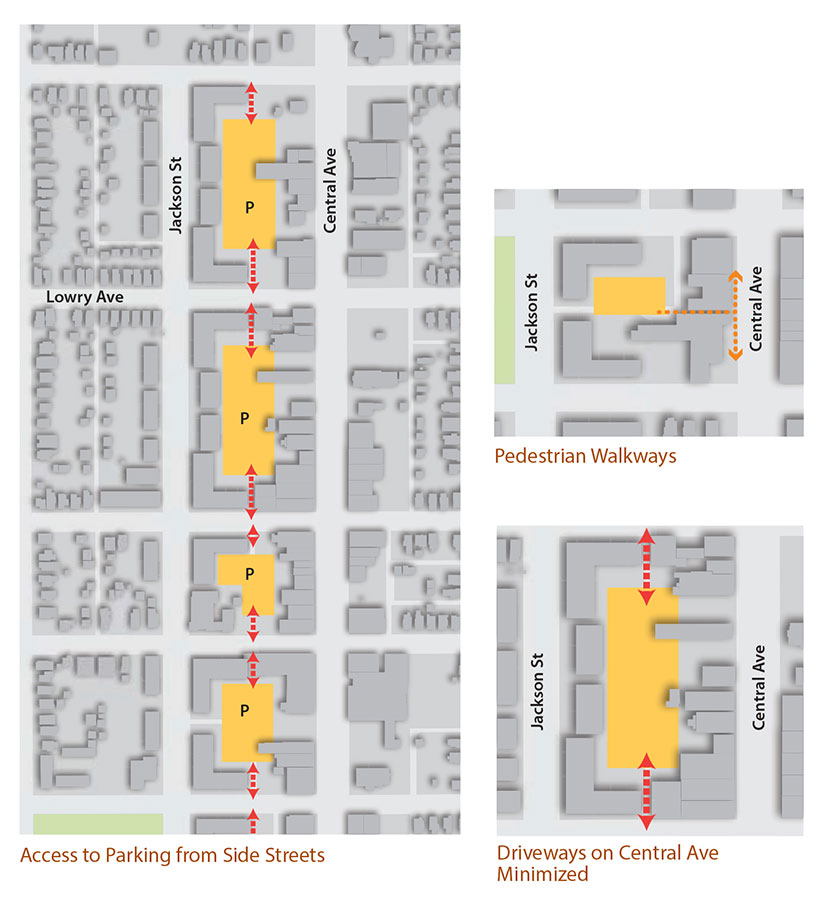 Jackson St
Central Ave
P
Lowry Ave
P
P
P
Access to Parking from Side Streets
Jackson St
Central Ave
Pedestrian Walkways
Jackson St
Central Ave
Driveways on Central Ave
Minimized